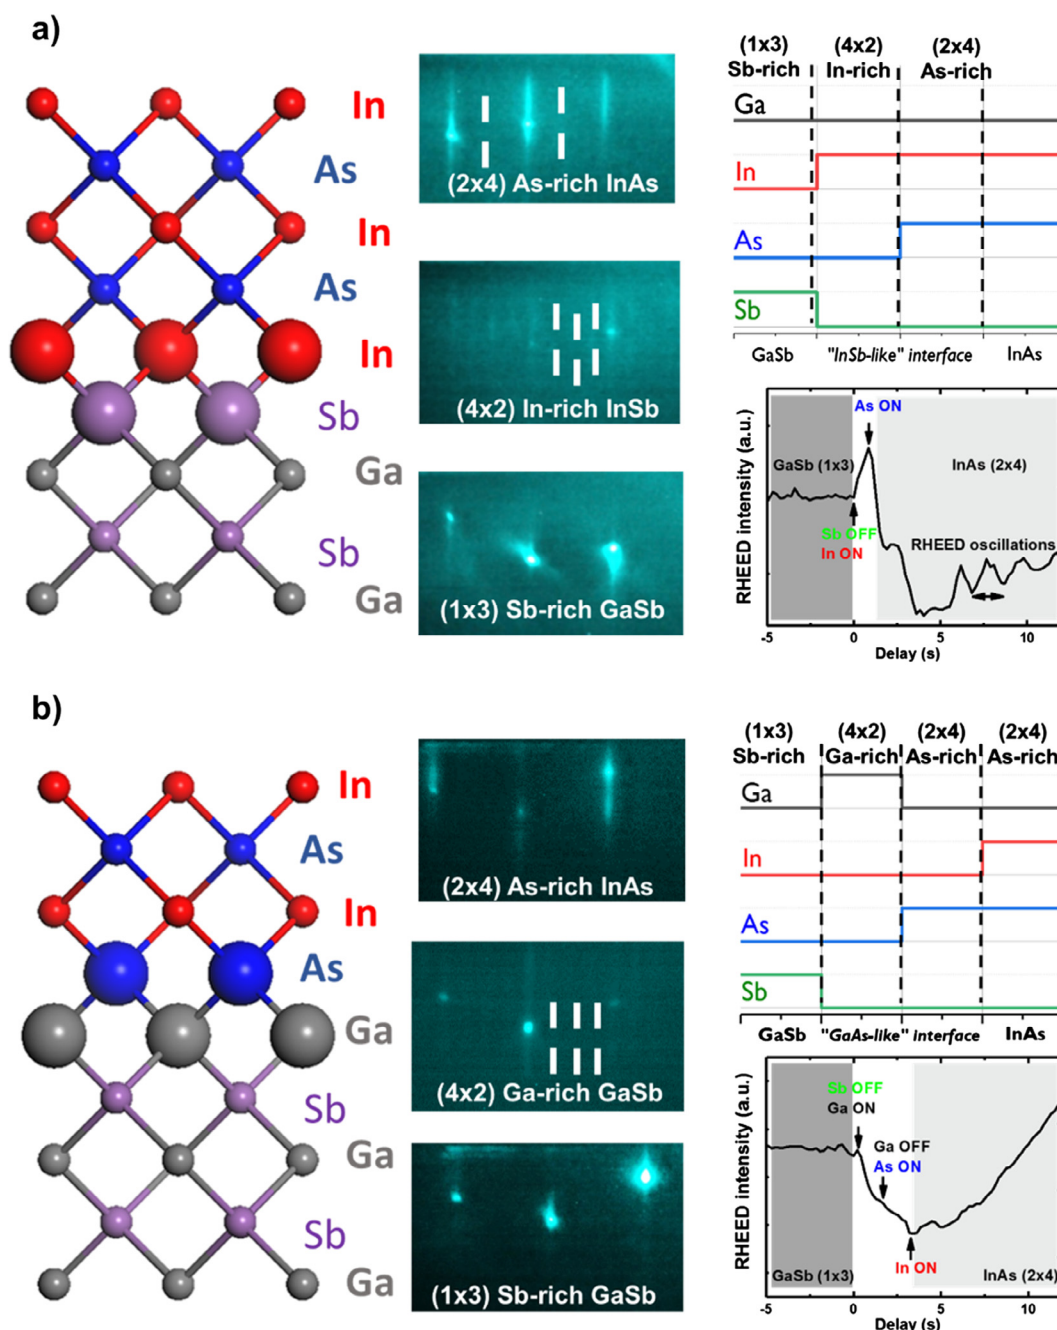 a)
In
As
In
As
In
Sb
Ga
Sb
Ga
(2x4) As-rich InAs
(4x2) In-rich InSb
(1x3) Sb-rich GaSb
(1x3) (4x2) (2x4)
Sb-rich In-rich As-rich
Ga
In
As
Sb
GaSb "InSb-like" interface InAs
RHEED intensity (a.u.)
As ON
GaSb (1x3) InAs (2x4)
Sb OFF
In ON
RHEED oscillations
-5 0 5 10
Delay (s)
b)
In
As
In
As
Ga
Sb
Ga
Sb
Ga
(2x4) As-rich InAs
(4x2) Ga-rich GaSb
(1x3) Sb-rich GaSb
(1x3) (4x2) (2x4) (2x4)
Sb-rich Ga-rich As-rich As-rich
Ga
In
As
Sb
GaSb "GaAs-like" interface InAs
RHEED intensity (a.u.)
Sb OFF
Ga ON
Ga OFF
As ON
In ON
GaSb (1x3) InAs (2x4)
-5 0 5 10
Delay (s)